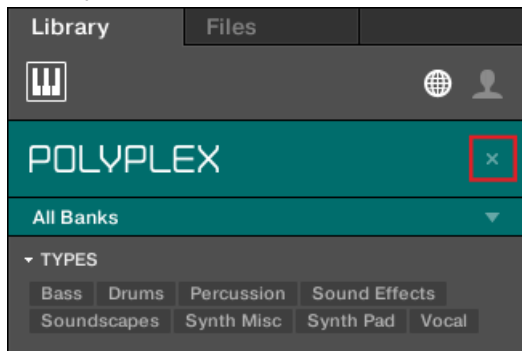 Library Files
POLYPLEX
All Banks
TYPES
Bass Drums Percussion Sound Effects
Soundscapes Synth Misc Synth Pad Vocal